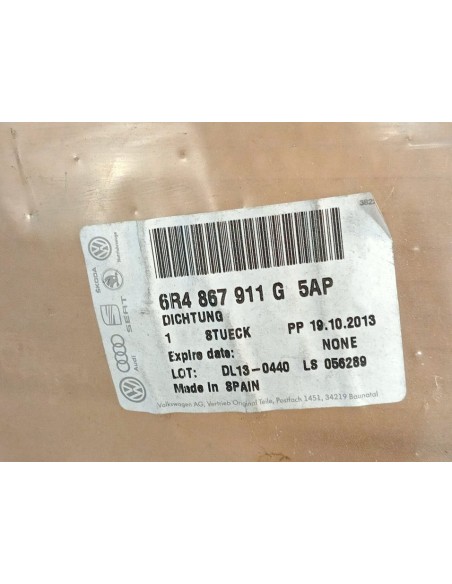 6R4 867 911 G 5AP
DICHTUNG
1 STUECK PP 19.10.2013
Expire date: NONE
LOT: DL13-0440 LS 056289
Made in SPAIN
Volkswagen AG, Vertrieb Original Teile, Postfach 1451, 34219 Baunatal
Audi
SEAT
ŠKODA